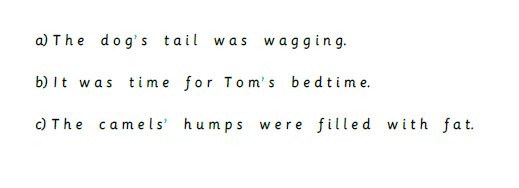 a) The dog's tail was wagging.
b) It was time for Tom's bedtime.
c) The camels' humps were filled with fat.